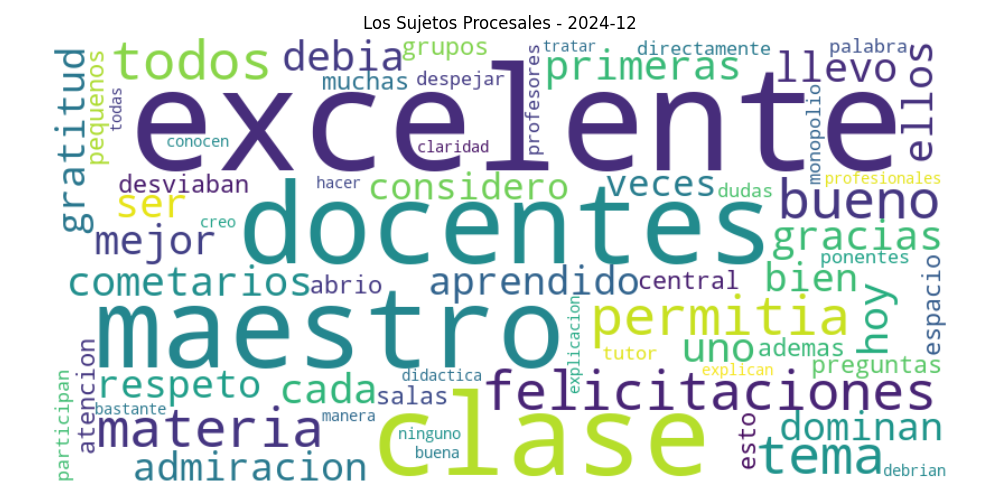 Los Sujetos Procesales - 2024-12
gratitud
pequenos
todas
todos
debia
grupos
muchas
despejar
profesores
tratar
directamente
palabra
primeras
llevo
ellos
excelente
conocen
claridad
monopolio
desviaban
hacer
considero
veces
dudas
profesionales
ser
creo
docentes
bueno
mejor
gracias
ponentes
cometarios
abrio
aprendido
central
bien
espacio
hoy
maestro
explicacion
permitia
tutor
uno
ademas
preguntas
explican
participan
atencion
respeto
cada
didactica
salas
felicitaciones
bastante
materia
manera
ninguno
buena
clase
esto
dominan
tema
debrian
admiracion